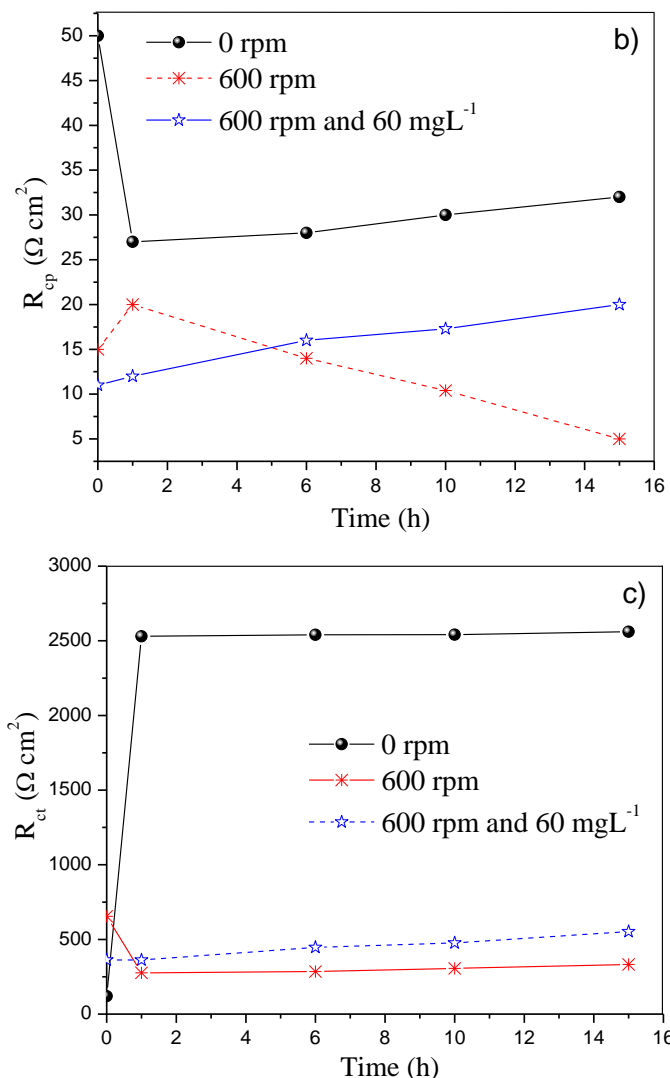 b)
0 rpm
600 rpm
600 rpm and 60 mgL⁻¹
50
45
40
35
30
25
20
15
10
5
R_cp (Ω cm²)
0 2 4 6 8 10 12 14 16
Time (h)
c)
0 rpm
600 rpm
600 rpm and 60 mgL⁻¹
3000
2500
2000
1500
1000
500
0
R_ct (Ω cm²)
0 2 4 6 8 10 12 14 16
Time (h)